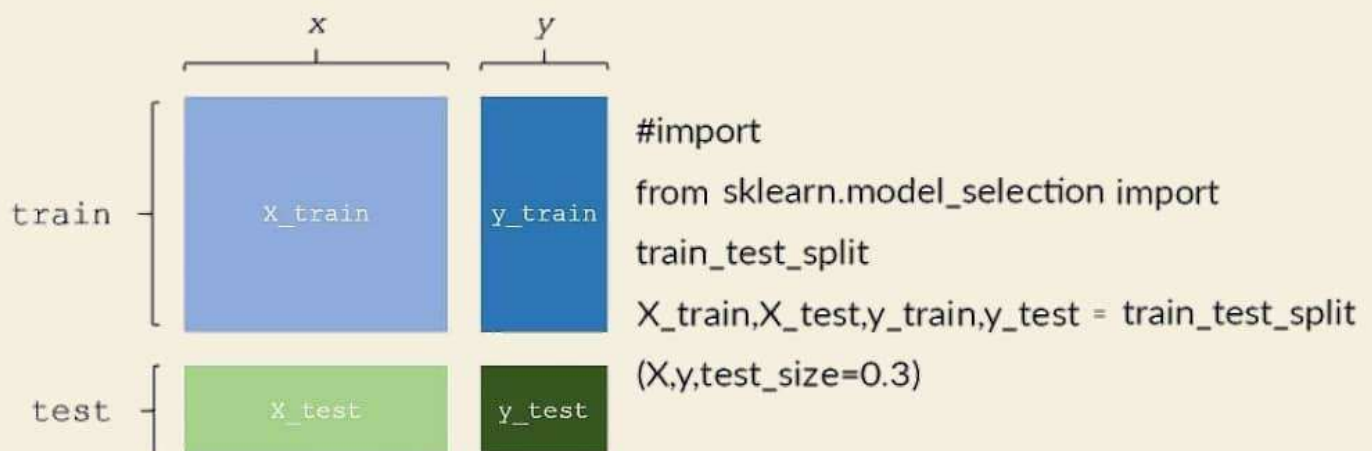 x y
train
X_train
y_train
test
X_test
y_test
#import
from sklearn.model_selection import
train_test_split
X_train,X_test,y_train,y_test = train_test_split
(X,y,test_size=0.3)